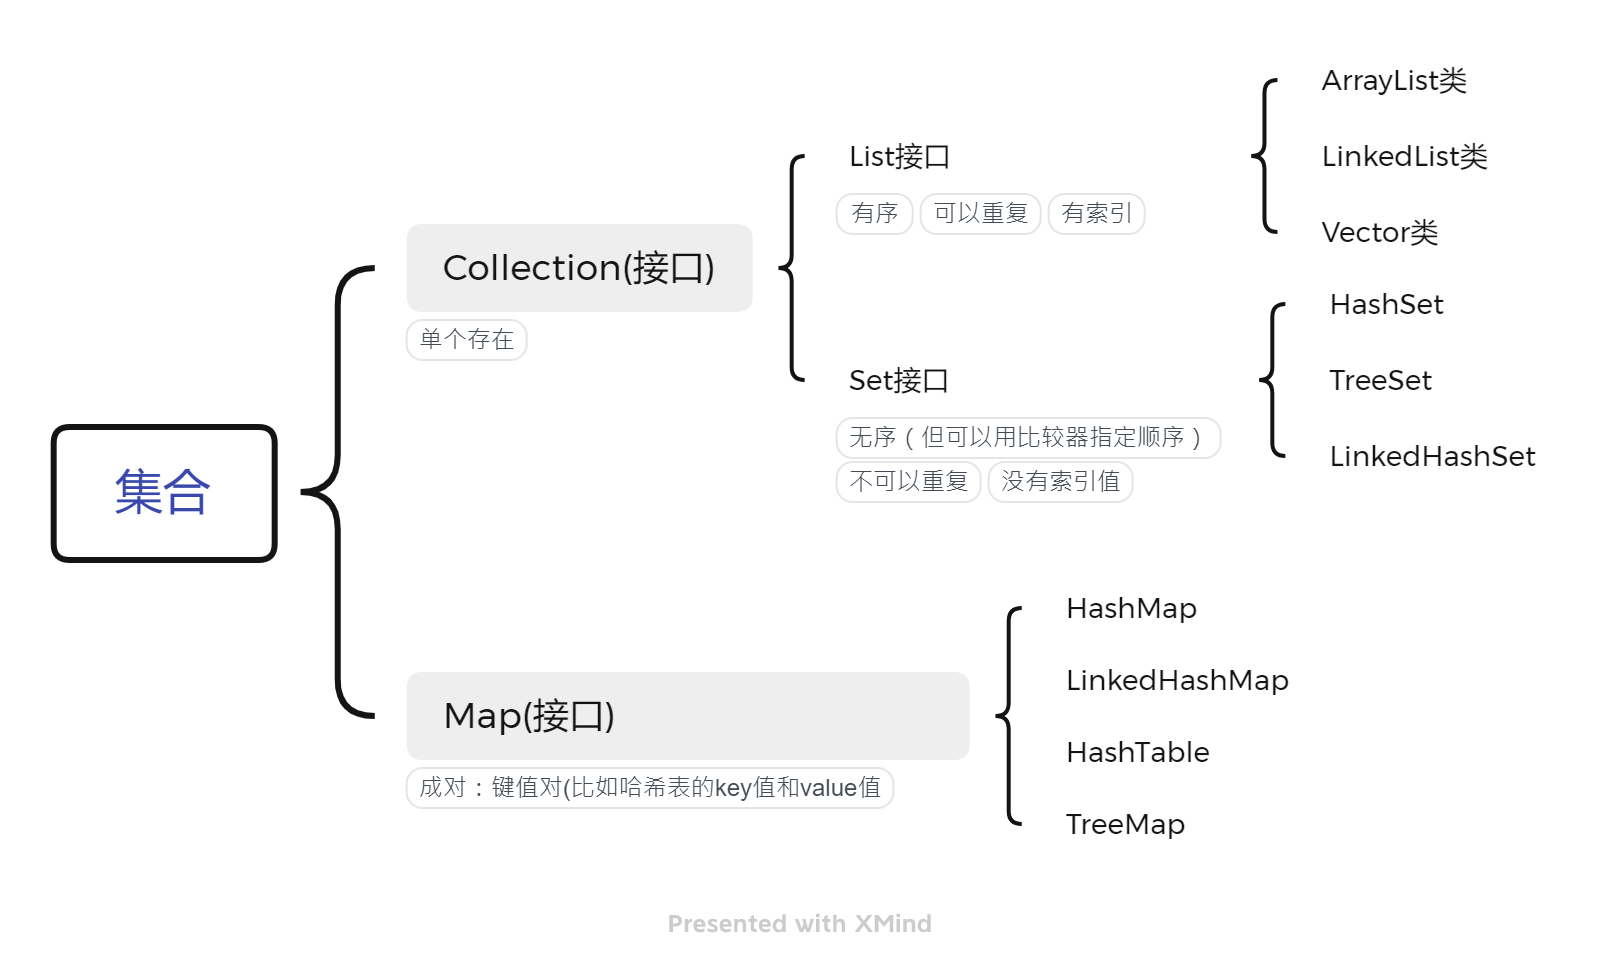 集合
Collection(接口)
单个存在
List接口
有序 可以重复 有索引
ArrayList类
LinkedList类
Vector类
Set接口
无序（但可以用比较器指定顺序）
不可以重复 没有索引值
HashSet
TreeSet
LinkedHashSet
Map(接口)
成对：键值对(比如哈希表的key值和value值
HashMap
LinkedHashMap
HashTable
TreeMap
Presented with XMind